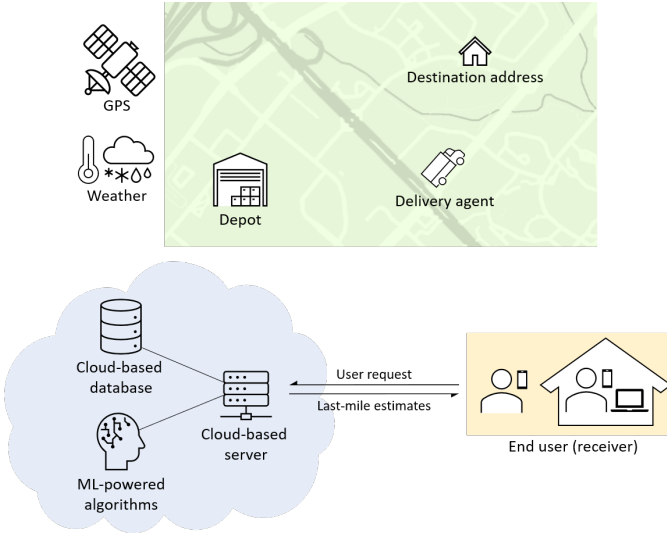 GPS
Weather
Destination address
Delivery agent
Depot
Cloud-based
database
ML-powered
algorithms
Cloud-based
server
User request
Last-mile estimates
End user (receiver)